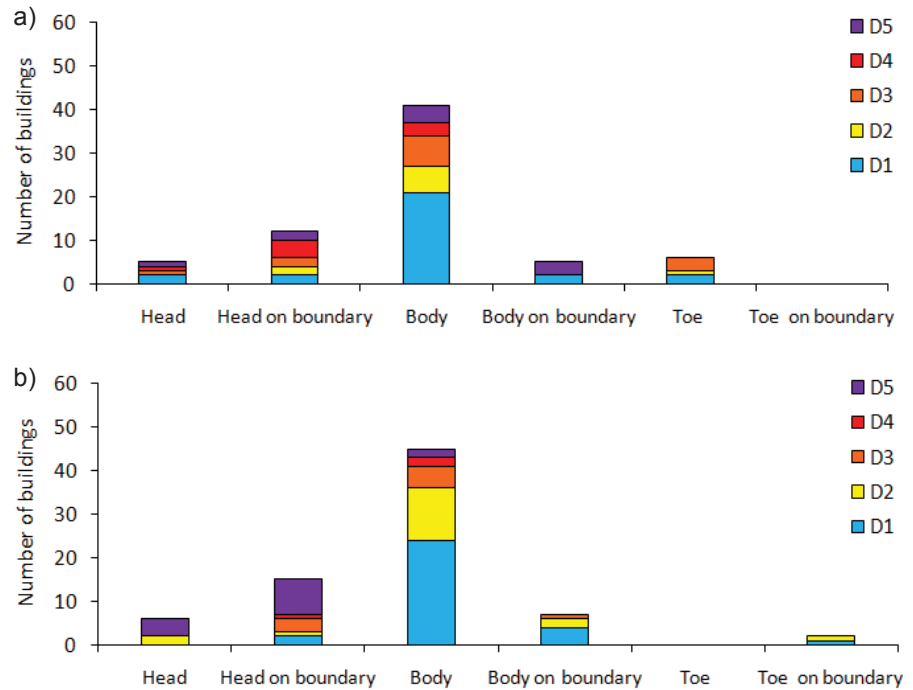 a)
60
50
40
30
20
10
0
Number of buildings
Head Head on boundary Body Body on boundary Toe Toe on boundary
D5
D4
D3
D2
D1
b)
60
50
40
30
20
10
0
Number of buildings
Head Head on boundary Body Body on boundary Toe Toe on boundary
D5
D4
D3
D2
D1